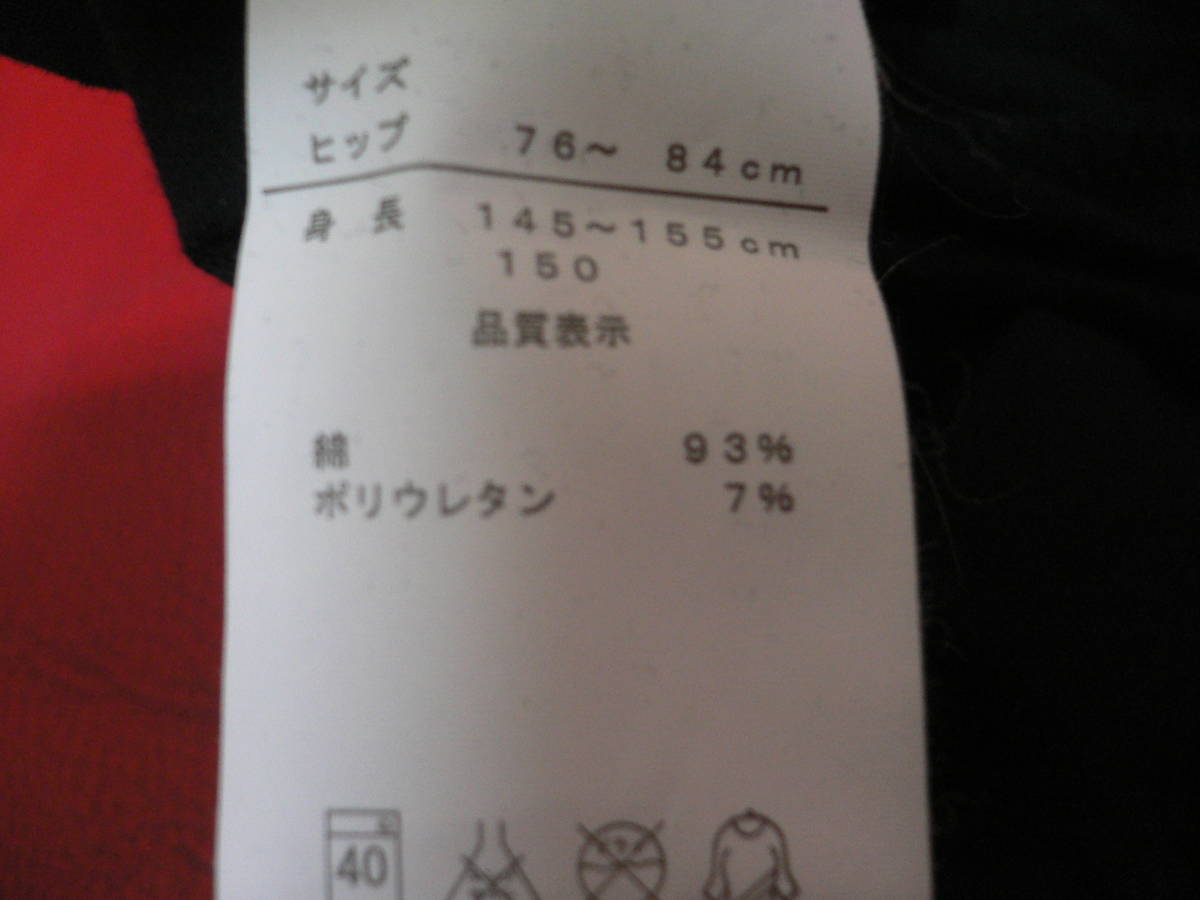 サイズ
ヒップ ７６～ ８４ｃｍ
身 長 １４５～１５５ｃｍ
１５０
品質表示
綿 ９３％
ポリウレタン ７％
40